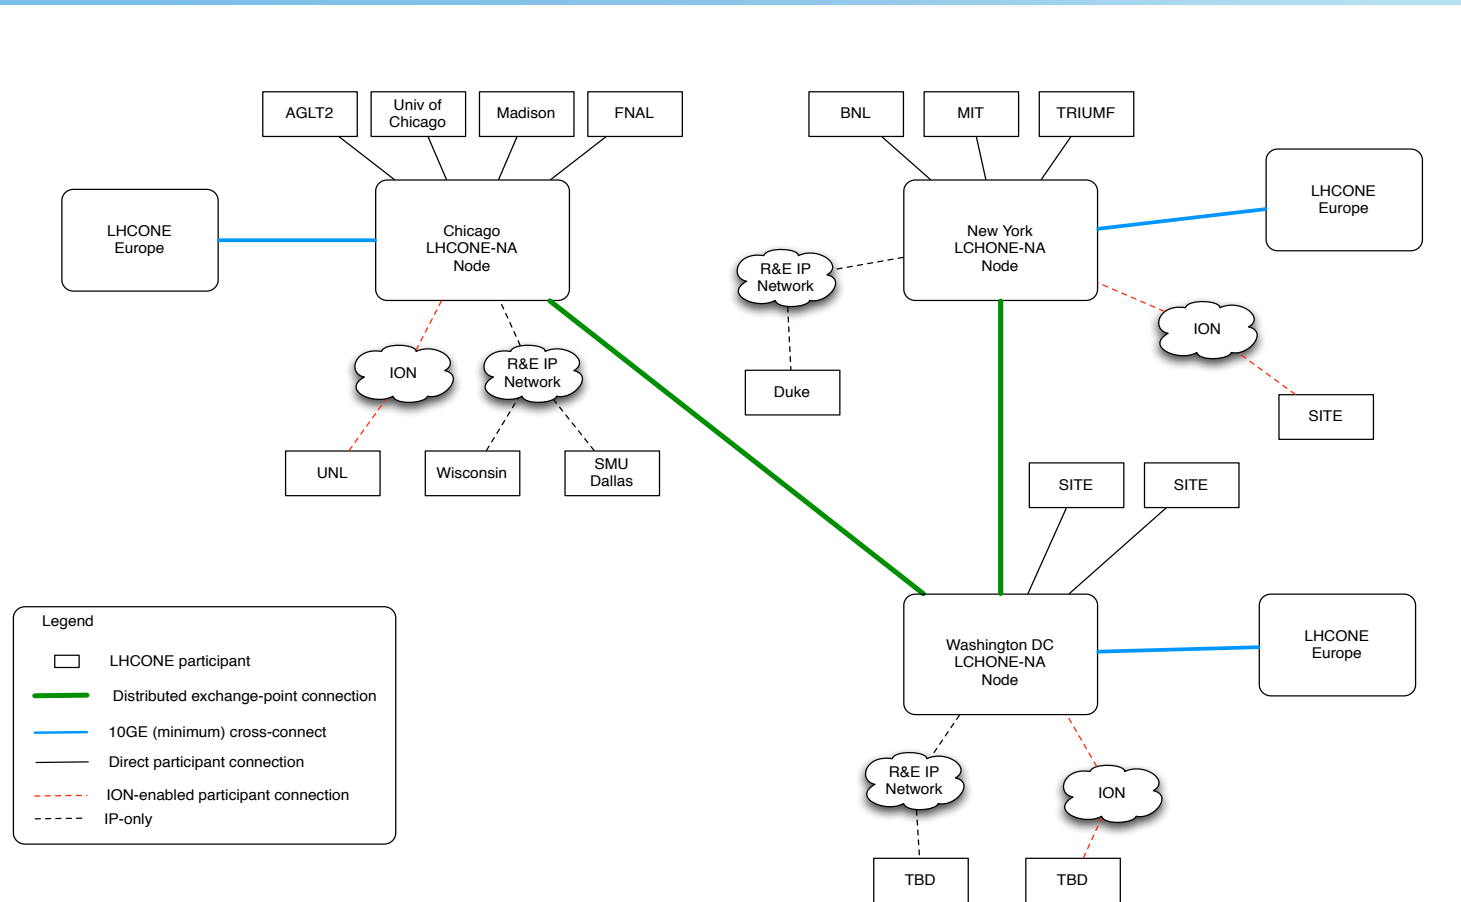 AGLT2
Univ of
Chicago
Madison
FNAL
BNL
MIT
TRIUMF
LHCONE
Europe
Chicago
LHCONE-NA
Node
New York
LCHONE-NA
Node
LHCONE
Europe
R&E IP
Network
ION
ION
R&E IP
Network
Duke
SITE
UNL
Wisconsin
SMU
Dallas
SITE
SITE
Washington DC
LCHONE-NA
Node
LHCONE
Europe
Legend
LHCONE participant
Distributed exchange-point connection
10GE (minimum) cross-connect
Direct participant connection
ION-enabled participant connection
IP-only
R&E IP
Network
ION
TBD
TBD